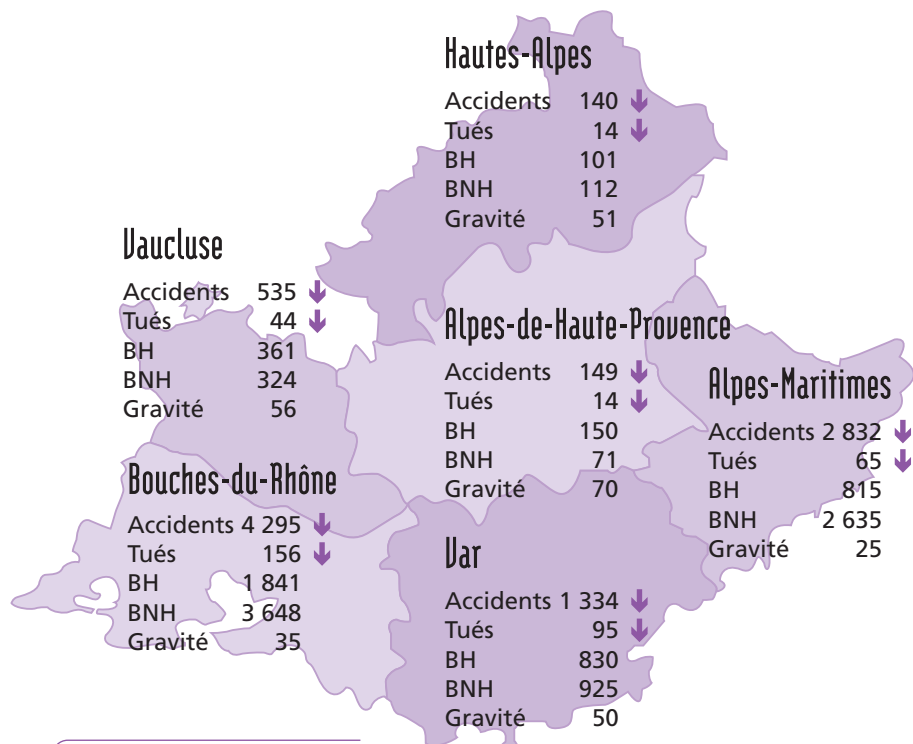 Hautes-Alpes
Accidents 140
Tués 14
BH 101
BNH 112
Gravité 51
Vaucluse
Accidents 535
Tués 44
BH 361
BNH 324
Gravité 56
Alpes-de-Haute-Provence
Accidents 149
Tués 14
BH 150
BNH 71
Gravité 70
Alpes-Maritimes
Accidents 2 832
Tués 65
BH 815
BNH 2 635
Gravité 25
Bouches-du-Rhône
Accidents 4 295
Tués 156
BH 1 841
BNH 3 648
Gravité 35
Var
Accidents 1 334
Tués 95
BH 830
BNH 925
Gravité 50